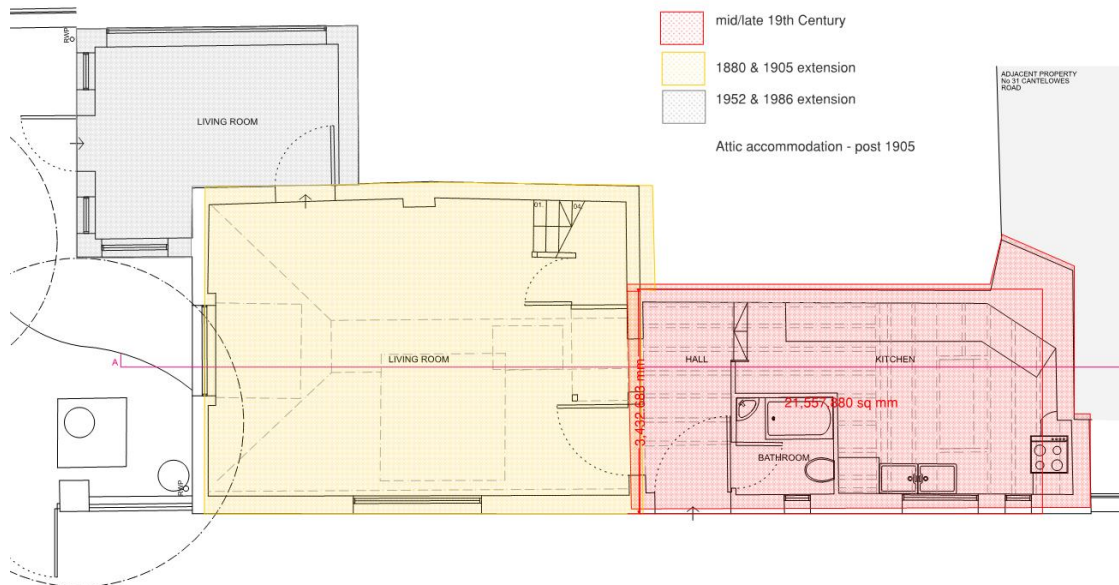 mid/late 19th Century
1880 & 1905 extension
1952 & 1986 extension
Attic accommodation - post 1905
ADJACENT PROPERTY
No 31 CANTELOWES
ROAD
RWP
LIVING ROOM
01.
04.
A
LIVING ROOM
HALL
KITCHEN
3,432.683 mm
21,557,880 sq mm
BATHROOM
RWP